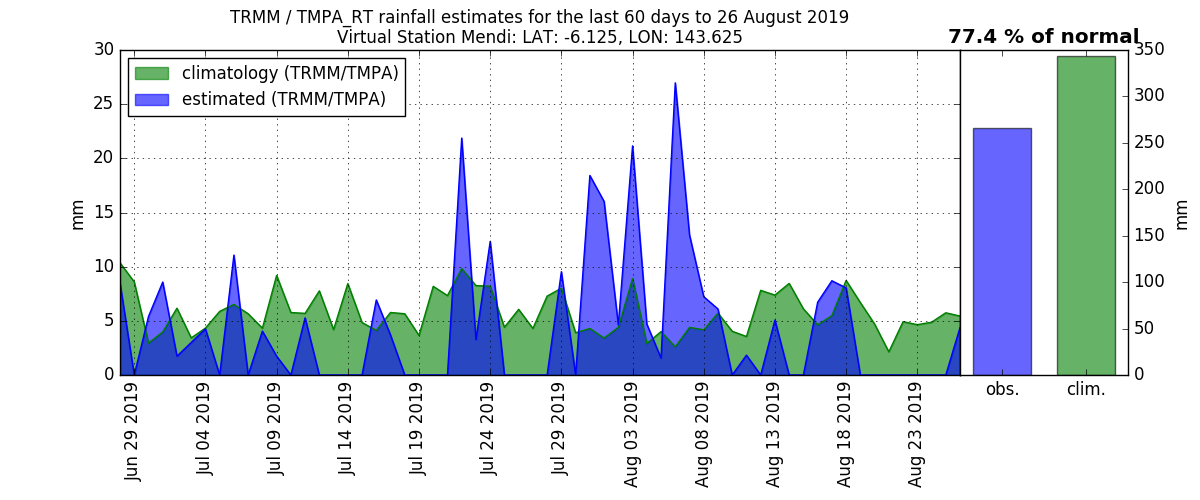 TRMM / TMPA_RT rainfall estimates for the last 60 days to 26 August 2019
Virtual Station Mendi: LAT: -6.125, LON: 143.625
77.4 % of normal
climatology (TRMM/TMPA)
estimated (TRMM/TMPA)
30
25
20
15
10
5
0
mm
Jun 29 2019
Jul 04 2019
Jul 09 2019
Jul 14 2019
Jul 19 2019
Jul 24 2019
Jul 29 2019
Aug 03 2019
Aug 08 2019
Aug 13 2019
Aug 18 2019
Aug 23 2019
obs.
clim.
350
300
250
200
150
100
50
0
mm